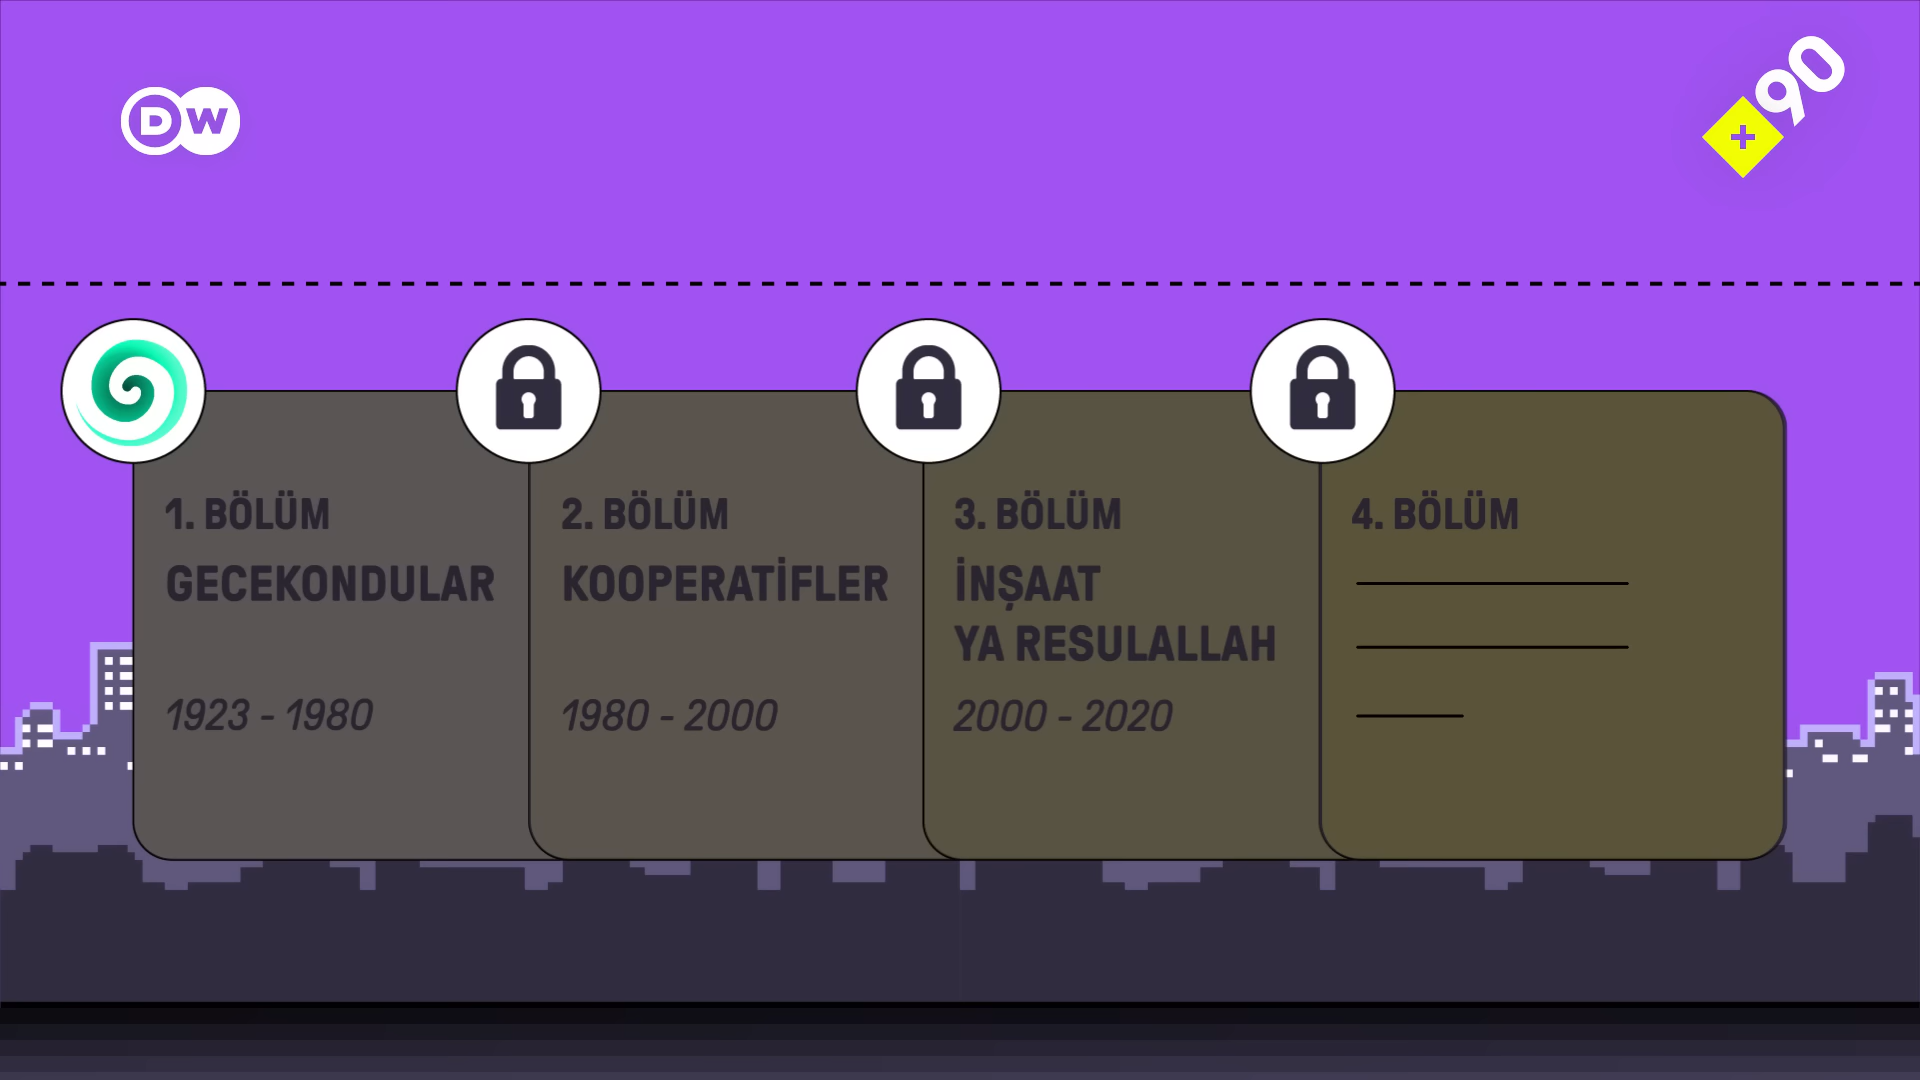 DW
+90
1. BÖLÜM
GECEKONDULAR
1923 - 1980
2. BÖLÜM
KOOPERATİFLER
1980 - 2000
3. BÖLÜM
İNŞAAT
YA RESULALLAH
2000 - 2020
4. BÖLÜM